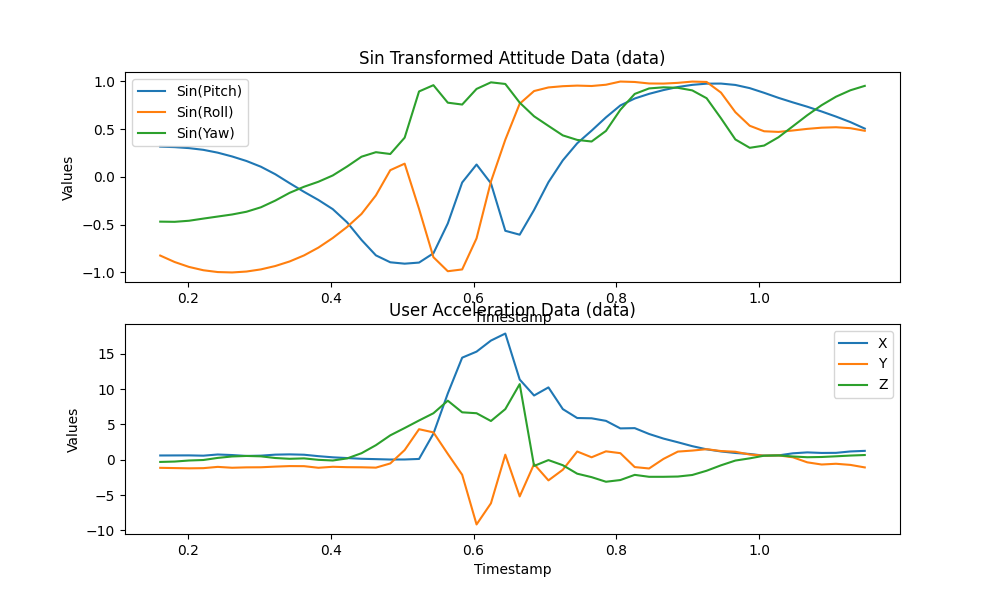 Sin Transformed Attitude Data (data)
Values
1.0
0.5
0.0
−0.5
−1.0
Sin(Pitch)
Sin(Roll)
Sin(Yaw)
0.2 0.4 0.6 0.8 1.0
Timestamp
User Acceleration Data (data)
Values
15
10
5
0
−5
−10
X
Y
Z
0.2 0.4 0.6 0.8 1.0
Timestamp